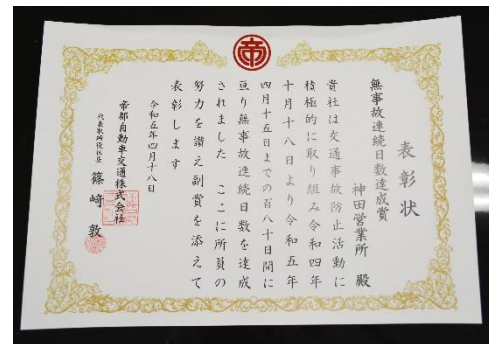 帝
表彰状
無事故連続日数達成賞
神田営業所 殿
貴社は交通事故防止活動に
積極的に取り組み令和四年
十月十八日より令和五年
四月十五日までの百八十日間に
亘り無事故連続日数を達成
されました ここに所員の
努力を讃え副賞を添えて
表彰します
令和五年四月十八日
帝都自動車交通株式会社
代表取締役社長 篠﨑 敦